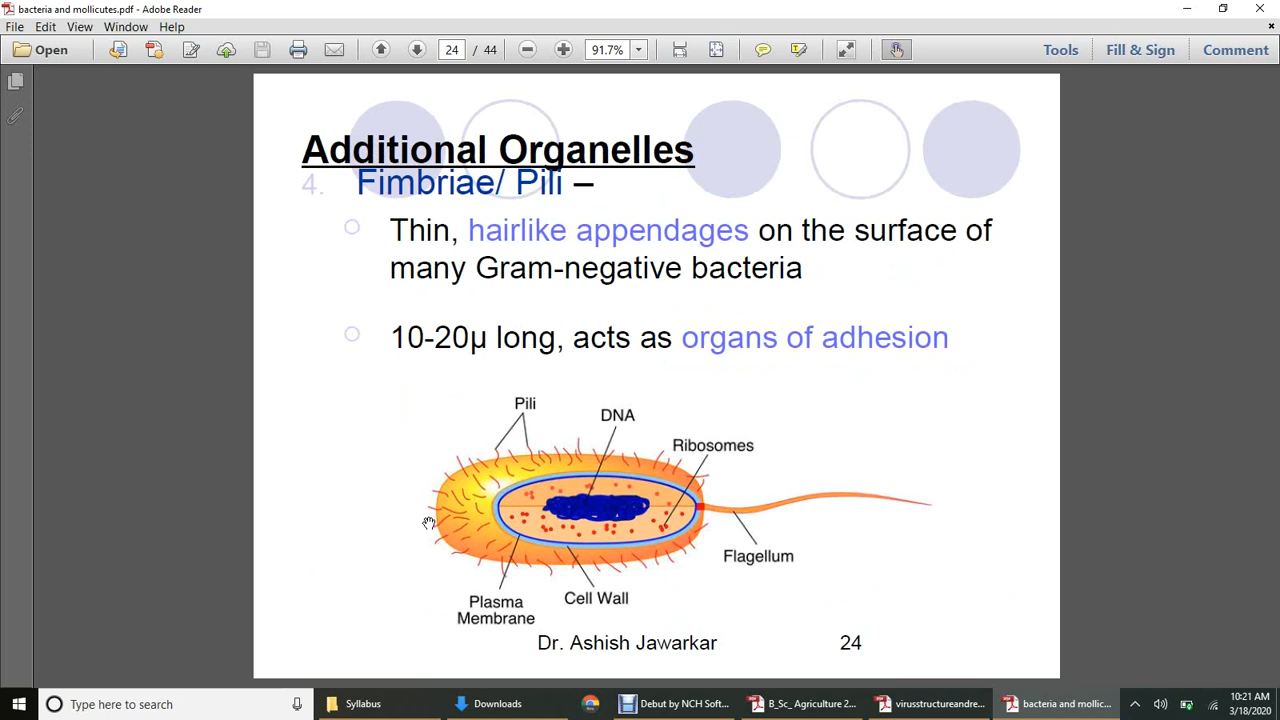 bacteria and mollicutes.pdf - Adobe Reader
File Edit View Window Help
Open 24 / 44 91.7% Tools Fill & Sign Comment
Additional Organelles
4. Fimbriae/ Pili –
Thin, hairlike appendages on the surface of
many Gram-negative bacteria
10-20μ long, acts as organs of adhesion
Pili
DNA
Ribosomes
Flagellum
Plasma
Membrane
Cell Wall
Dr. Ashish Jawarkar 24
Type here to search Syllabus Downloads Debut by NCH Soft... B_Sc_ Agriculture 2... virusstructureandre... bacteria and mollic... 10:21 AM
3/18/2020